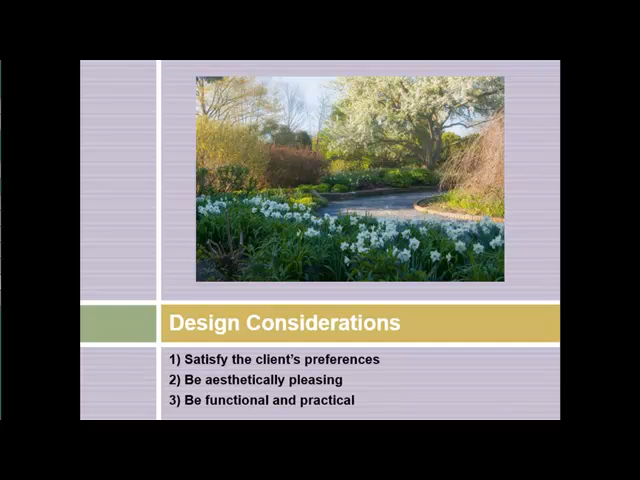 Design Considerations
1) Satisfy the client's preferences
2) Be aesthetically pleasing
3) Be functional and practical